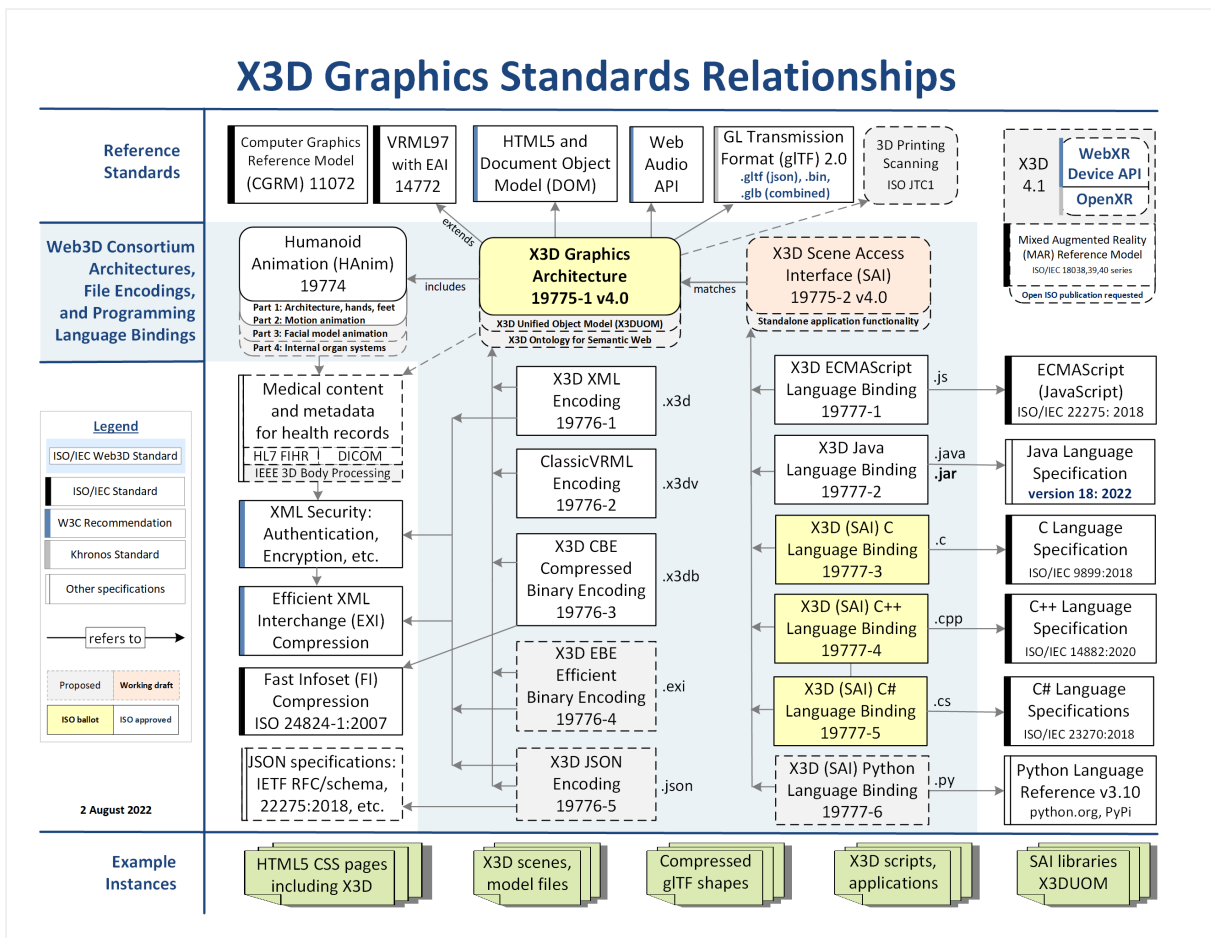 X3D Graphics Standards Relationships
Reference
Standards
Computer Graphics
Reference Model
(CGRM) 11072
VRML97
with EAI
14772
HTML5 and
Document Object
Model (DOM)
Web
Audio
API
GL Transmission
Format (glTF) 2.0
.gltf (json), .bin,
.glb (combined)
3D Printing
Scanning
ISO JTC1
X3D
4.1
WebXR
Device API
OpenXR
Mixed Augmented Reality
(MAR) Reference Model
ISO/IEC 18038,39,40 series
Open ISO publication requested
Web3D Consortium
Architectures,
File Encodings,
and Programming
Language Bindings
Humanoid
Animation (HAnim)
19774
Part 1: Architecture, hands, feet
Part 2: Motion animation
Part 3: Facial model animation
Part 4: Internal organ systems
extends
includes
X3D Graphics
Architecture
19775-1 v4.0
X3D Unified Object Model (X3DUOM)
X3D Ontology for Semantic Web
matches
X3D Scene Access
Interface (SAI)
19775-2 v4.0
Standalone application functionality
Medical content
and metadata
for health records
HL7 FIHR
DICOM
IEEE 3D Body Processing
XML Security:
Authentication,
Encryption, etc.
Efficient XML
Interchange (EXI)
Compression
Fast Infoset (FI)
Compression
ISO 24824-1:2007
JSON specifications:
IETF RFC/schema,
22275:2018, etc.
X3D XML
Encoding
19776-1
.x3d
ClassicVRML
Encoding
19776-2
.x3dv
X3D CBE
Compressed
Binary Encoding
19776-3
.x3db
X3D EBE
Efficient
Binary Encoding
19776-4
.exi
X3D JSON
Encoding
19776-5
.json
X3D ECMAScript
Language Binding
19777-1
.js
ECMAScript
(JavaScript)
ISO/IEC 22275: 2018
X3D Java
Language Binding
19777-2
.java
.jar
Java Language
Specification
version 18: 2022
X3D (SAI) C
Language Binding
19777-3
.c
C Language
Specification
ISO/IEC 9899:2018
X3D (SAI) C++
Language Binding
19777-4
.cpp
C++ Language
Specification
ISO/IEC 14882:2020
X3D (SAI) C#
Language Binding
19777-5
.cs
C# Language
Specifications
ISO/IEC 23270:2018
X3D (SAI) Python
Language Binding
19777-6
.py
Python Language
Reference v3.10
python.org, PyPi
Legend
ISO/IEC Web3D Standard
ISO/IEC Standard
W3C Recommendation
Khronos Standard
Other specifications
refers to
Proposed
Working draft
ISO ballot
ISO approved
2 August 2022
Example
Instances
HTML5 CSS pages
including X3D
X3D scenes,
model files
Compressed
glTF shapes
X3D scripts,
applications
SAI libraries
X3DUOM